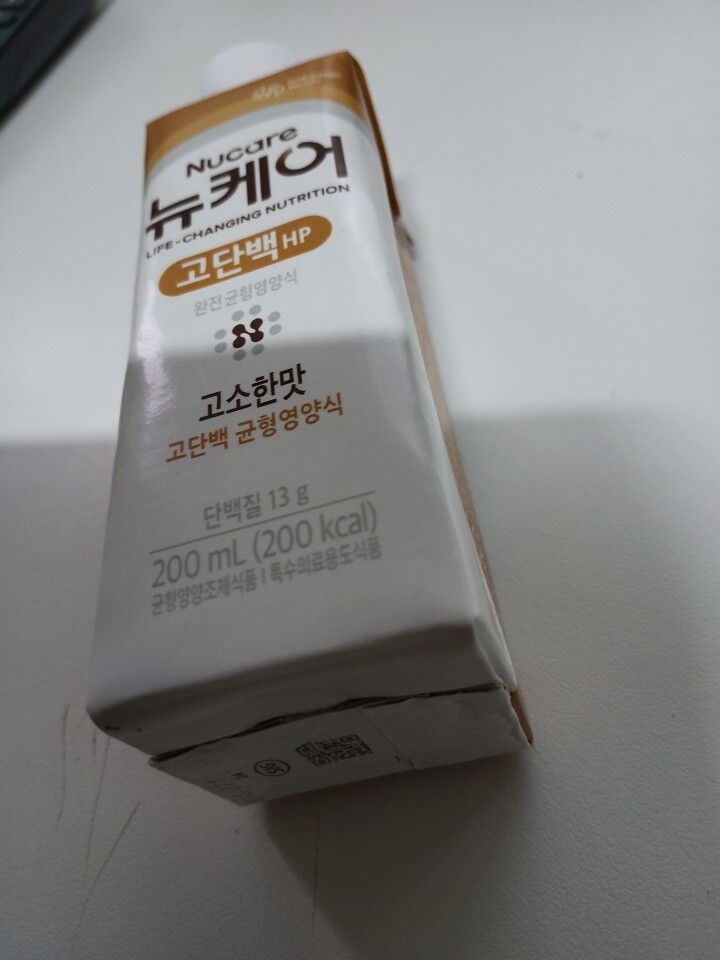 Nucare
뉴케어
LIFE-CHANGING NUTRITION
고단백 HP
완전균형영양식
고소한맛
고단백 균형영양식
단백질 13 g
200 mL (200 kcal)
균형영양조제식품 | 특수의료용도식품